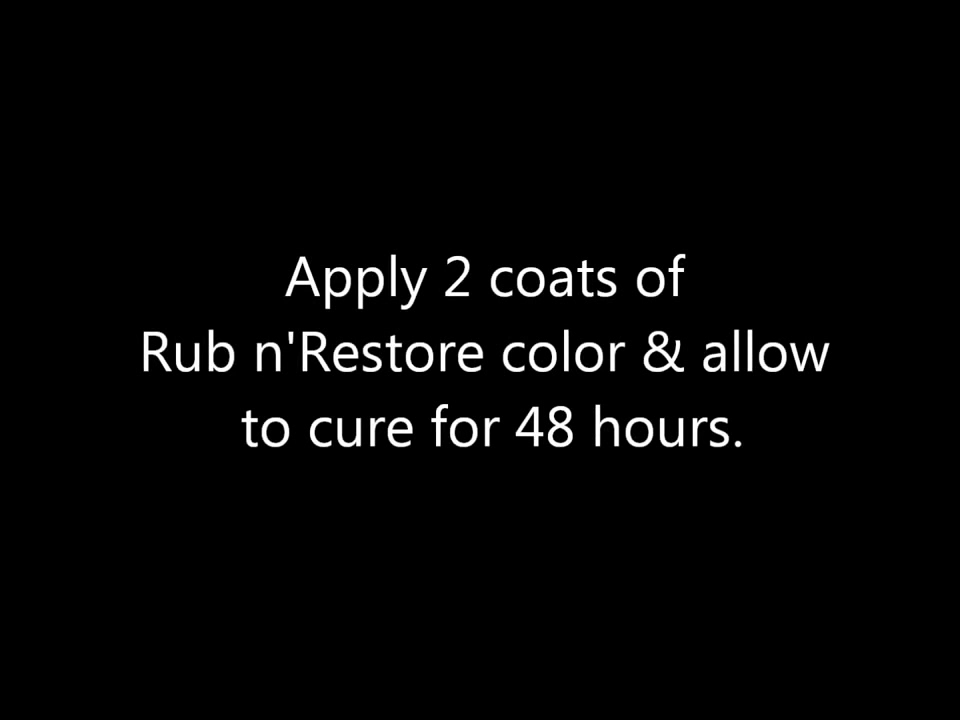 Apply 2 coats of
Rub n'Restore color & allow
to cure for 48 hours.